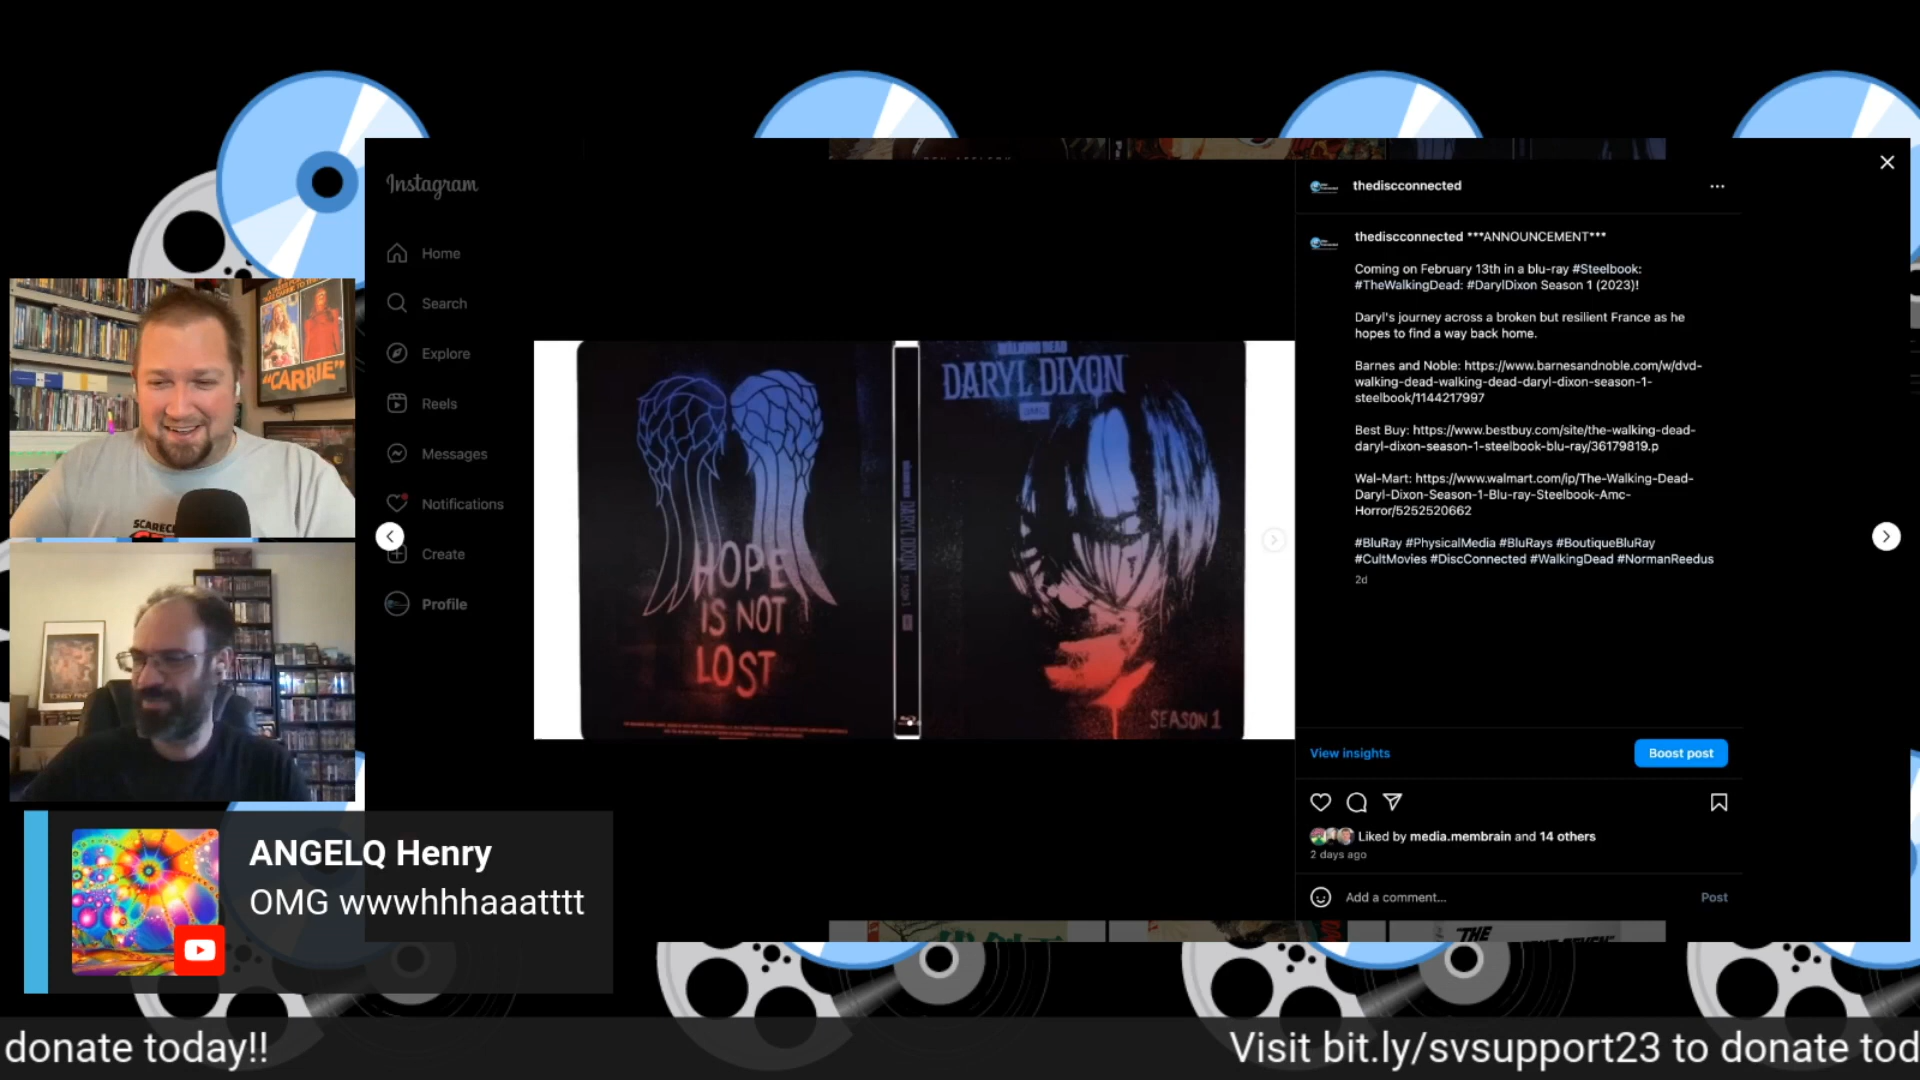 Instagram
Home
Search
Explore
Reels
Messages
Notifications
Create
Profile
"CARRIE"
SCARECR
HOPE
IS NOT
LOST
DARYL DIXON
WALKING DEAD
DARYL DIXON
AMC
SEASON 1
thediscconnected
thediscconnected ***ANNOUNCEMENT***
Coming on February 13th in a blu-ray #Steelbook:
#TheWalkingDead: #DarylDixon Season 1 (2023)!
Daryl's journey across a broken but resilient France as he
hopes to find a way back home.
Barnes and Noble: https://www.barnesandnoble.com/w/dvd-
walking-dead-walking-dead-daryl-dixon-season-1-
steelbook/1144217997
Best Buy: https://www.bestbuy.com/site/the-walking-dead-
daryl-dixon-season-1-steelbook-blu-ray/36179819.p
Wal-Mart: https://www.walmart.com/ip/The-Walking-Dead-
Daryl-Dixon-Season-1-Blu-ray-Steelbook-Amc-
Horror/5252520662
#BluRay #PhysicalMedia #BluRays #BoutiqueBluRay
#CultMovies #DiscConnected #WalkingDead #NormanReedus
2d
View insights
Boost post
Liked by media.membrain and 14 others
2 days ago
Add a comment...
Post
THE
ANGELQ Henry
OMG wwwhhhaaatttt
donate today!!
Visit bit.ly/svsupport23 to donate tod